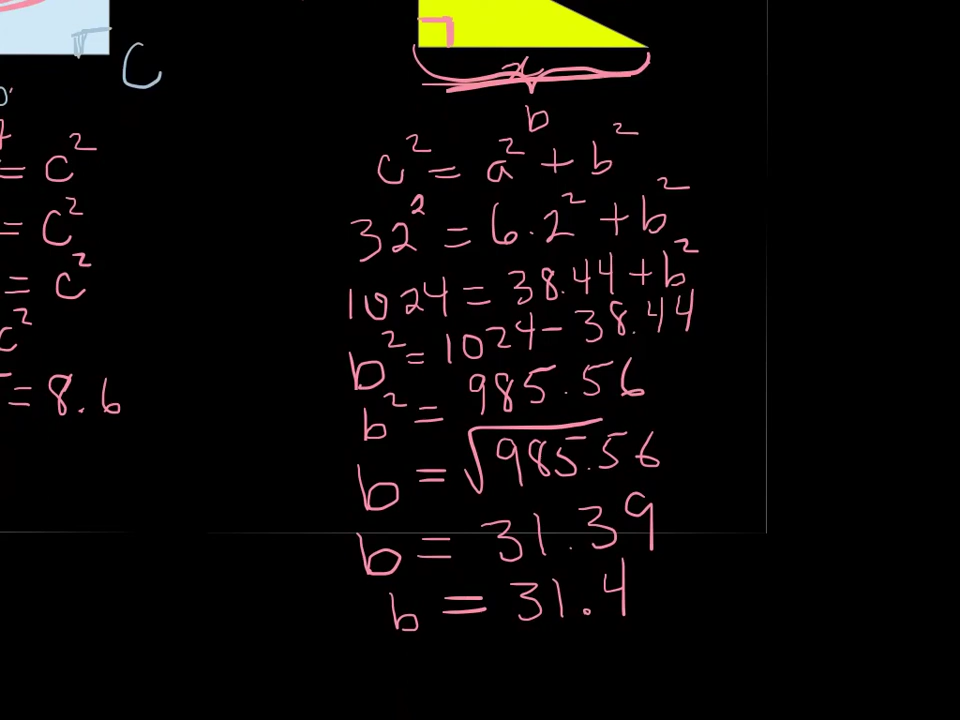 C
= c²
= c²
= c²
c²
= 8.6
x
b
c² = a² + b²
32² = 6.2² + b²
1024 = 38.44 + b²
b² = 1024 - 38.44
b² = 985.56
b = √985.56
b = 31.39
b = 31.4